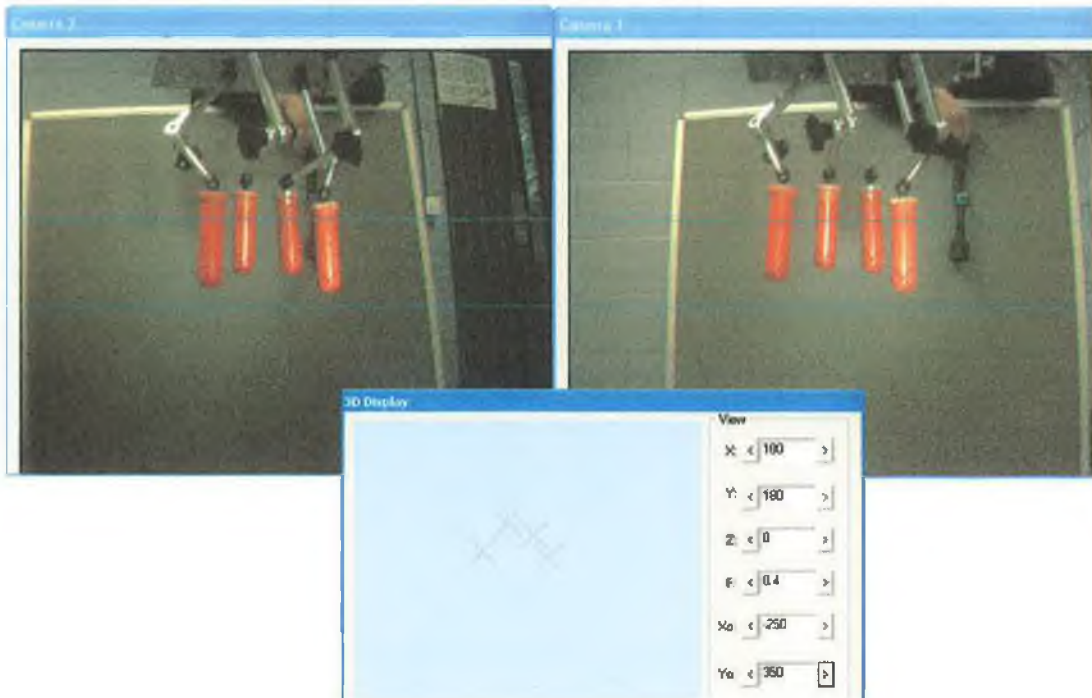 Camera 2
Camera 1
3D Display
View
X: < 180 >
Y: < 180 >
Z: < 0 >
F: < 0.4 >
Xo < -250 >
Yo < 350 >